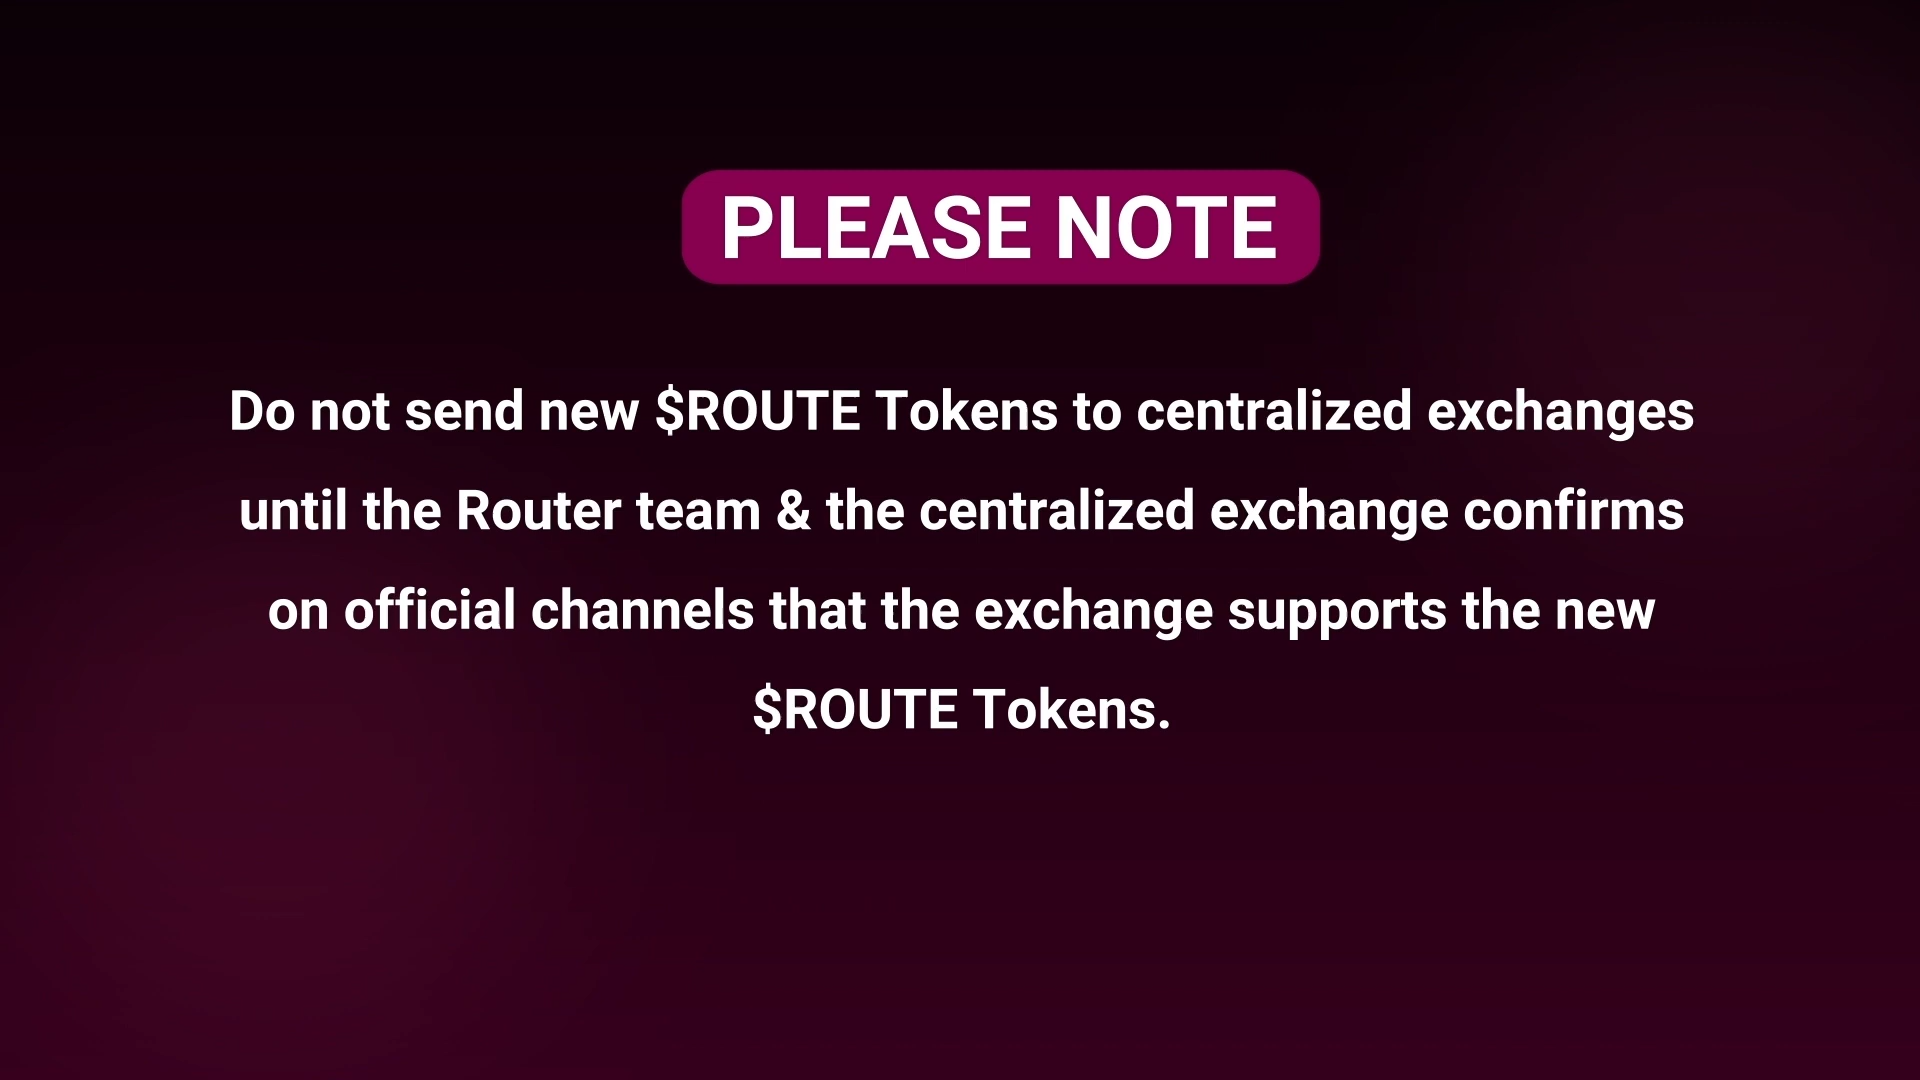 PLEASE NOTE
Do not send new $ROUTE Tokens to centralized exchanges
until the Router team & the centralized exchange confirms
on official channels that the exchange supports the new
$ROUTE Tokens.